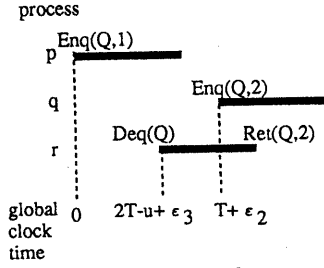 process
p Enq(Q,1)
q Enq(Q,2)
r Deq(Q) Ret(Q,2)
global clock time 0 2T-u+ ε3 T+ ε2